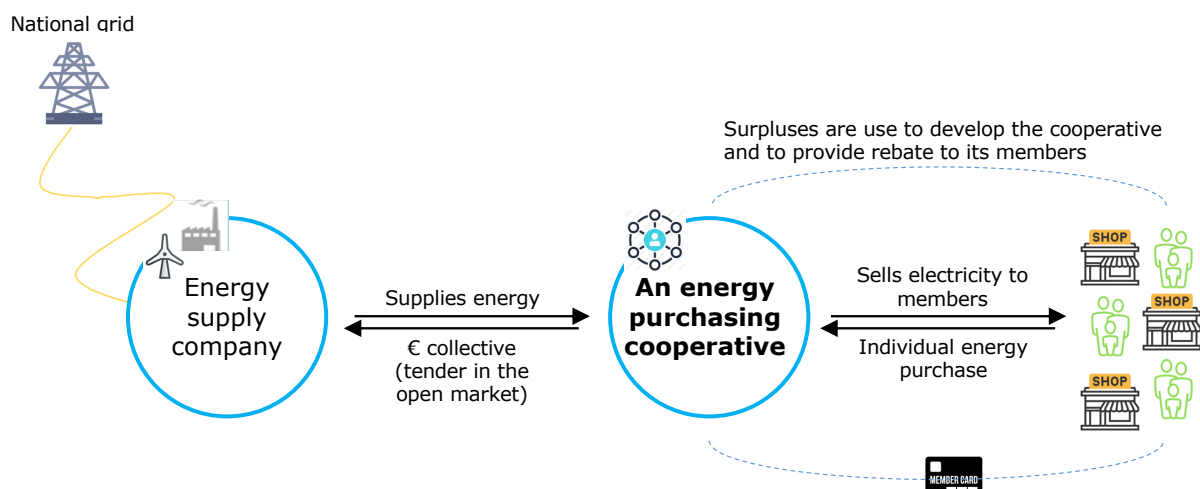 National grid
Surpluses are use to develop the cooperative
and to provide rebate to its members
SHOP
Energy
supply
company
Supplies energy
€ collective
(tender in the
open market)
An energy
purchasing
cooperative
Sells electricity to
members
Individual energy
purchase
SHOP
SHOP
MEMBER CARD